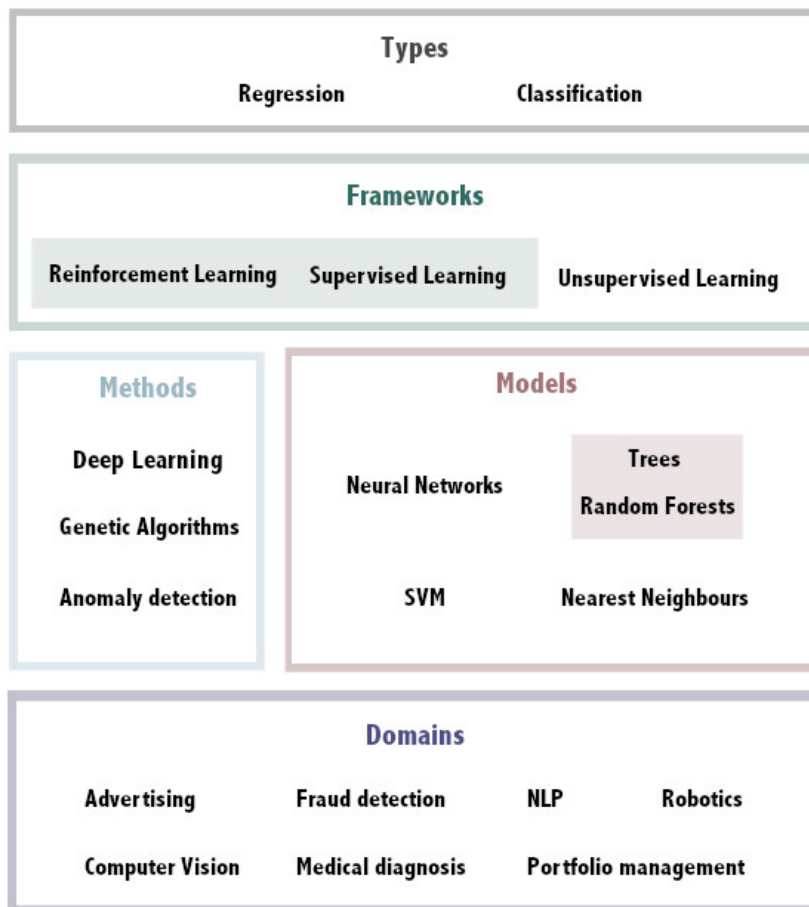 Types
Regression Classification
Frameworks
Reinforcement Learning Supervised Learning Unsupervised Learning
Methods
Deep Learning
Genetic Algorithms
Anomaly detection
Models
Neural Networks
Trees
Random Forests
SVM Nearest Neighbours
Domains
Advertising Fraud detection NLP Robotics
Computer Vision Medical diagnosis Portfolio management